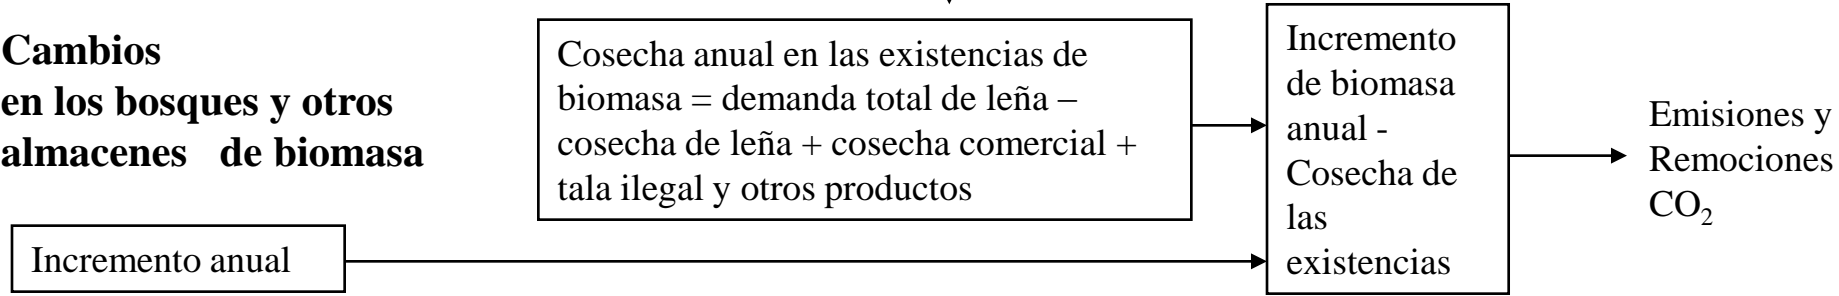 Cambios
en los bosques y otros
almacenes de biomasa
Cosecha anual en las existencias de
biomasa = demanda total de leña –
cosecha de leña + cosecha comercial +
tala ilegal y otros productos
Incremento
de biomasa
anual -
Cosecha de
las
existencias
Emisiones y
Remociones
CO₂
Incremento anual